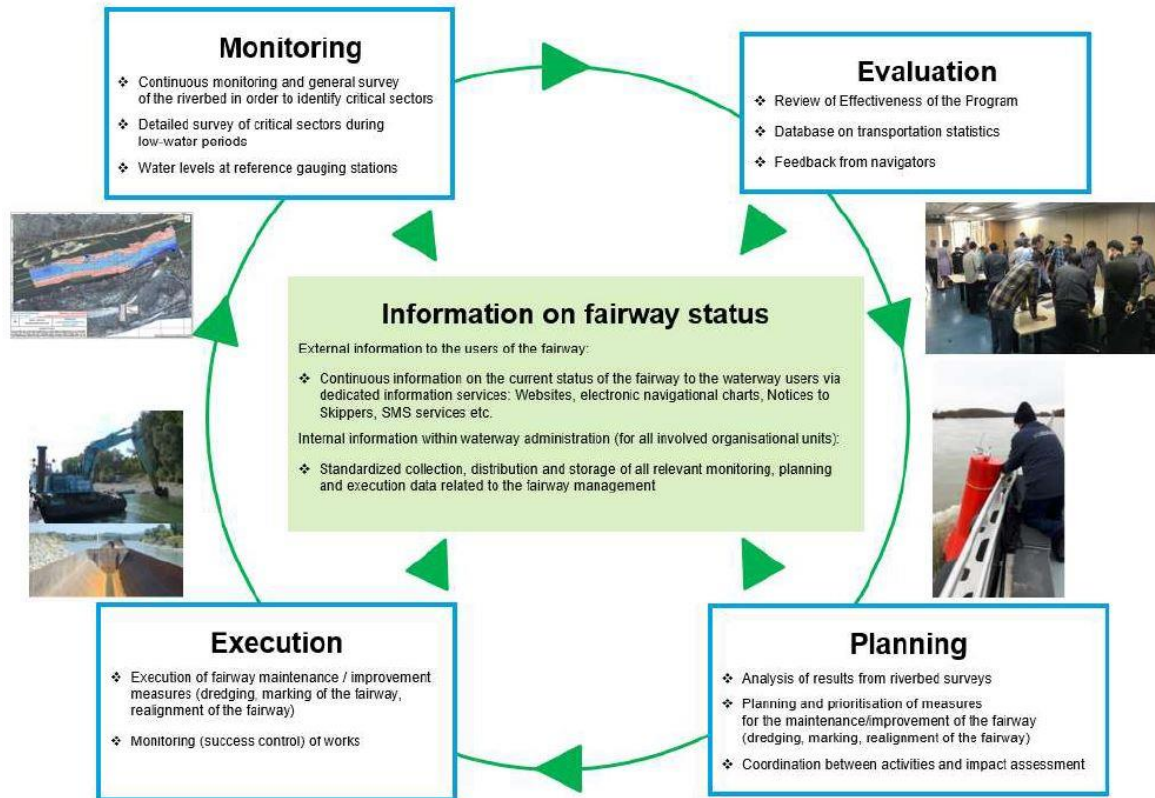 Monitoring
❖ Continuous monitoring and general survey
of the riverbed in order to identify critical sectors
❖ Detailed survey of critical sectors during
low-water periods
❖ Water levels at reference gauging stations
Evaluation
❖ Review of Effectiveness of the Program
❖ Database on transportation statistics
❖ Feedback from navigators
Information on fairway status
External information to the users of the fairway:
❖ Continuous information on the current status of the fairway to the waterway users via
dedicated information services: Websites, electronic navigational charts, Notices to
Skippers, SMS services etc.
Internal information within waterway administration (for all involved organisational units):
❖ Standardized collection, distribution and storage of all relevant monitoring, planning
and execution data related to the fairway management
Execution
❖ Execution of fairway maintenance / improvement
measures (dredging, marking of the fairway,
realignment of the fairway)
❖ Monitoring (success control) of works
Planning
❖ Analysis of results from riverbed surveys
❖ Planning and prioritisation of measures
for the maintenance/improvement of the fairway
(dredging, marking, realignment of the fairway)
❖ Coordination between activities and impact assessment